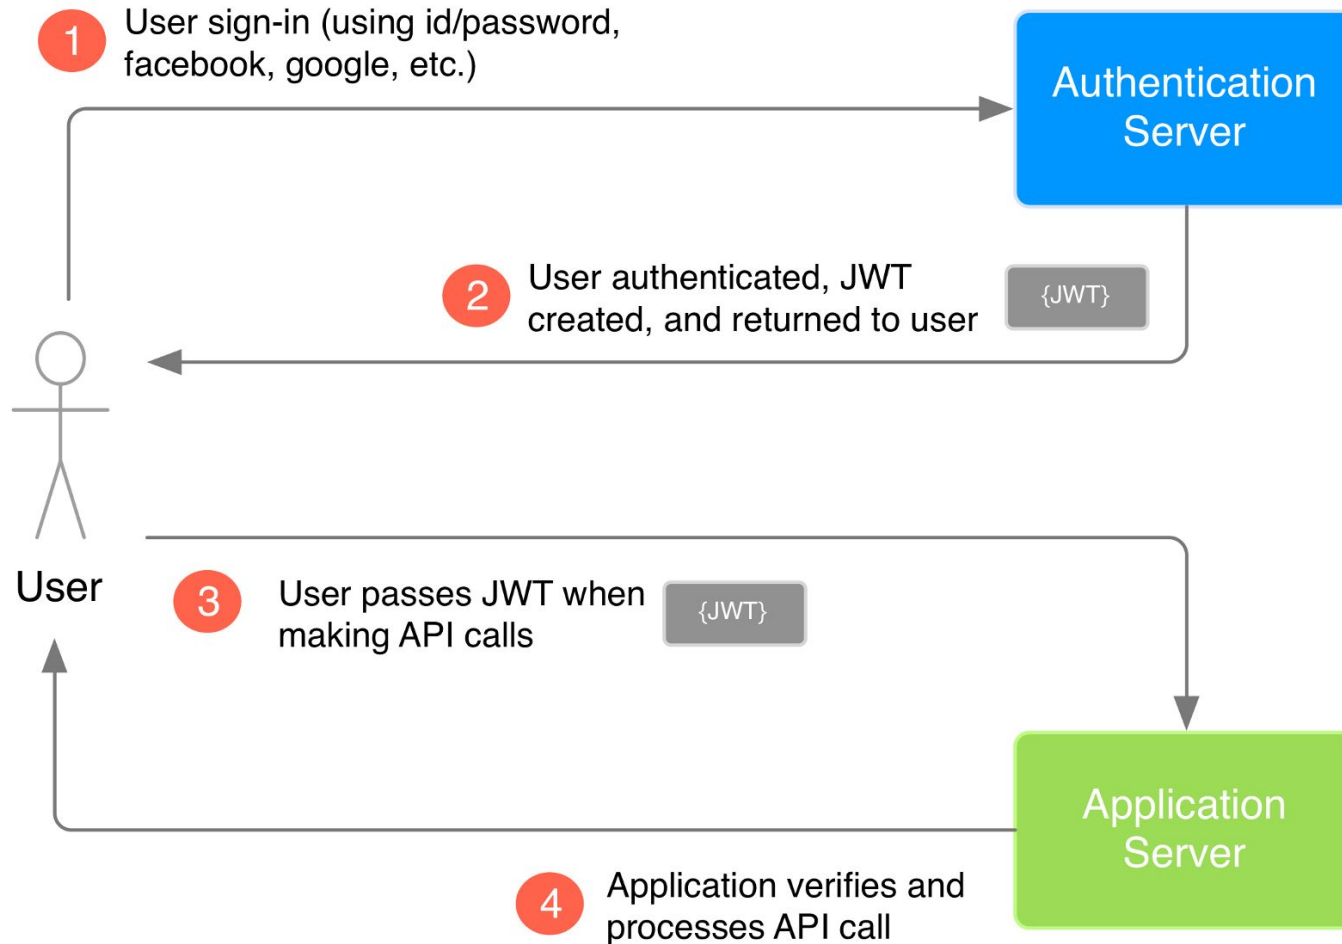 1
User sign-in (using id/password,
facebook, google, etc.)
Authentication
Server
2
User authenticated, JWT
created, and returned to user
{JWT}
User
3
User passes JWT when
making API calls
{JWT}
Application
Server
4
Application verifies and
processes API call